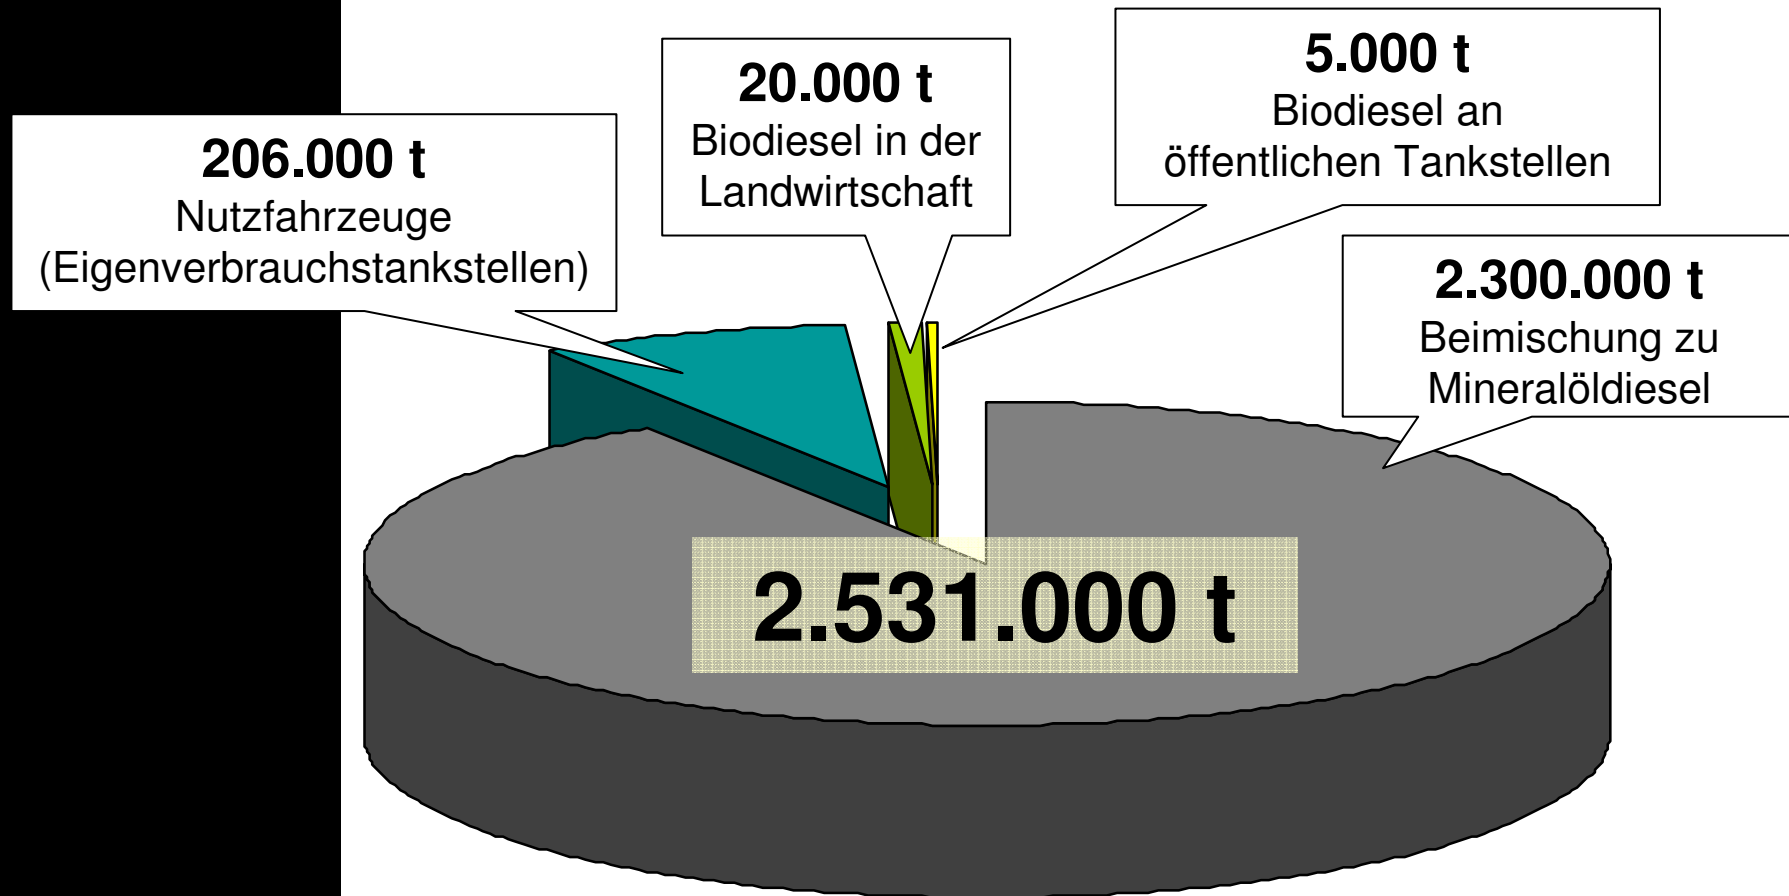 206.000 t
Nutzfahrzeuge
(Eigenverbrauchstankstellen)
20.000 t
Biodiesel in der
Landwirtschaft
5.000 t
Biodiesel an
öffentlichen Tankstellen
2.300.000 t
Beimischung zu
Mineralöldiesel
2.531.000 t